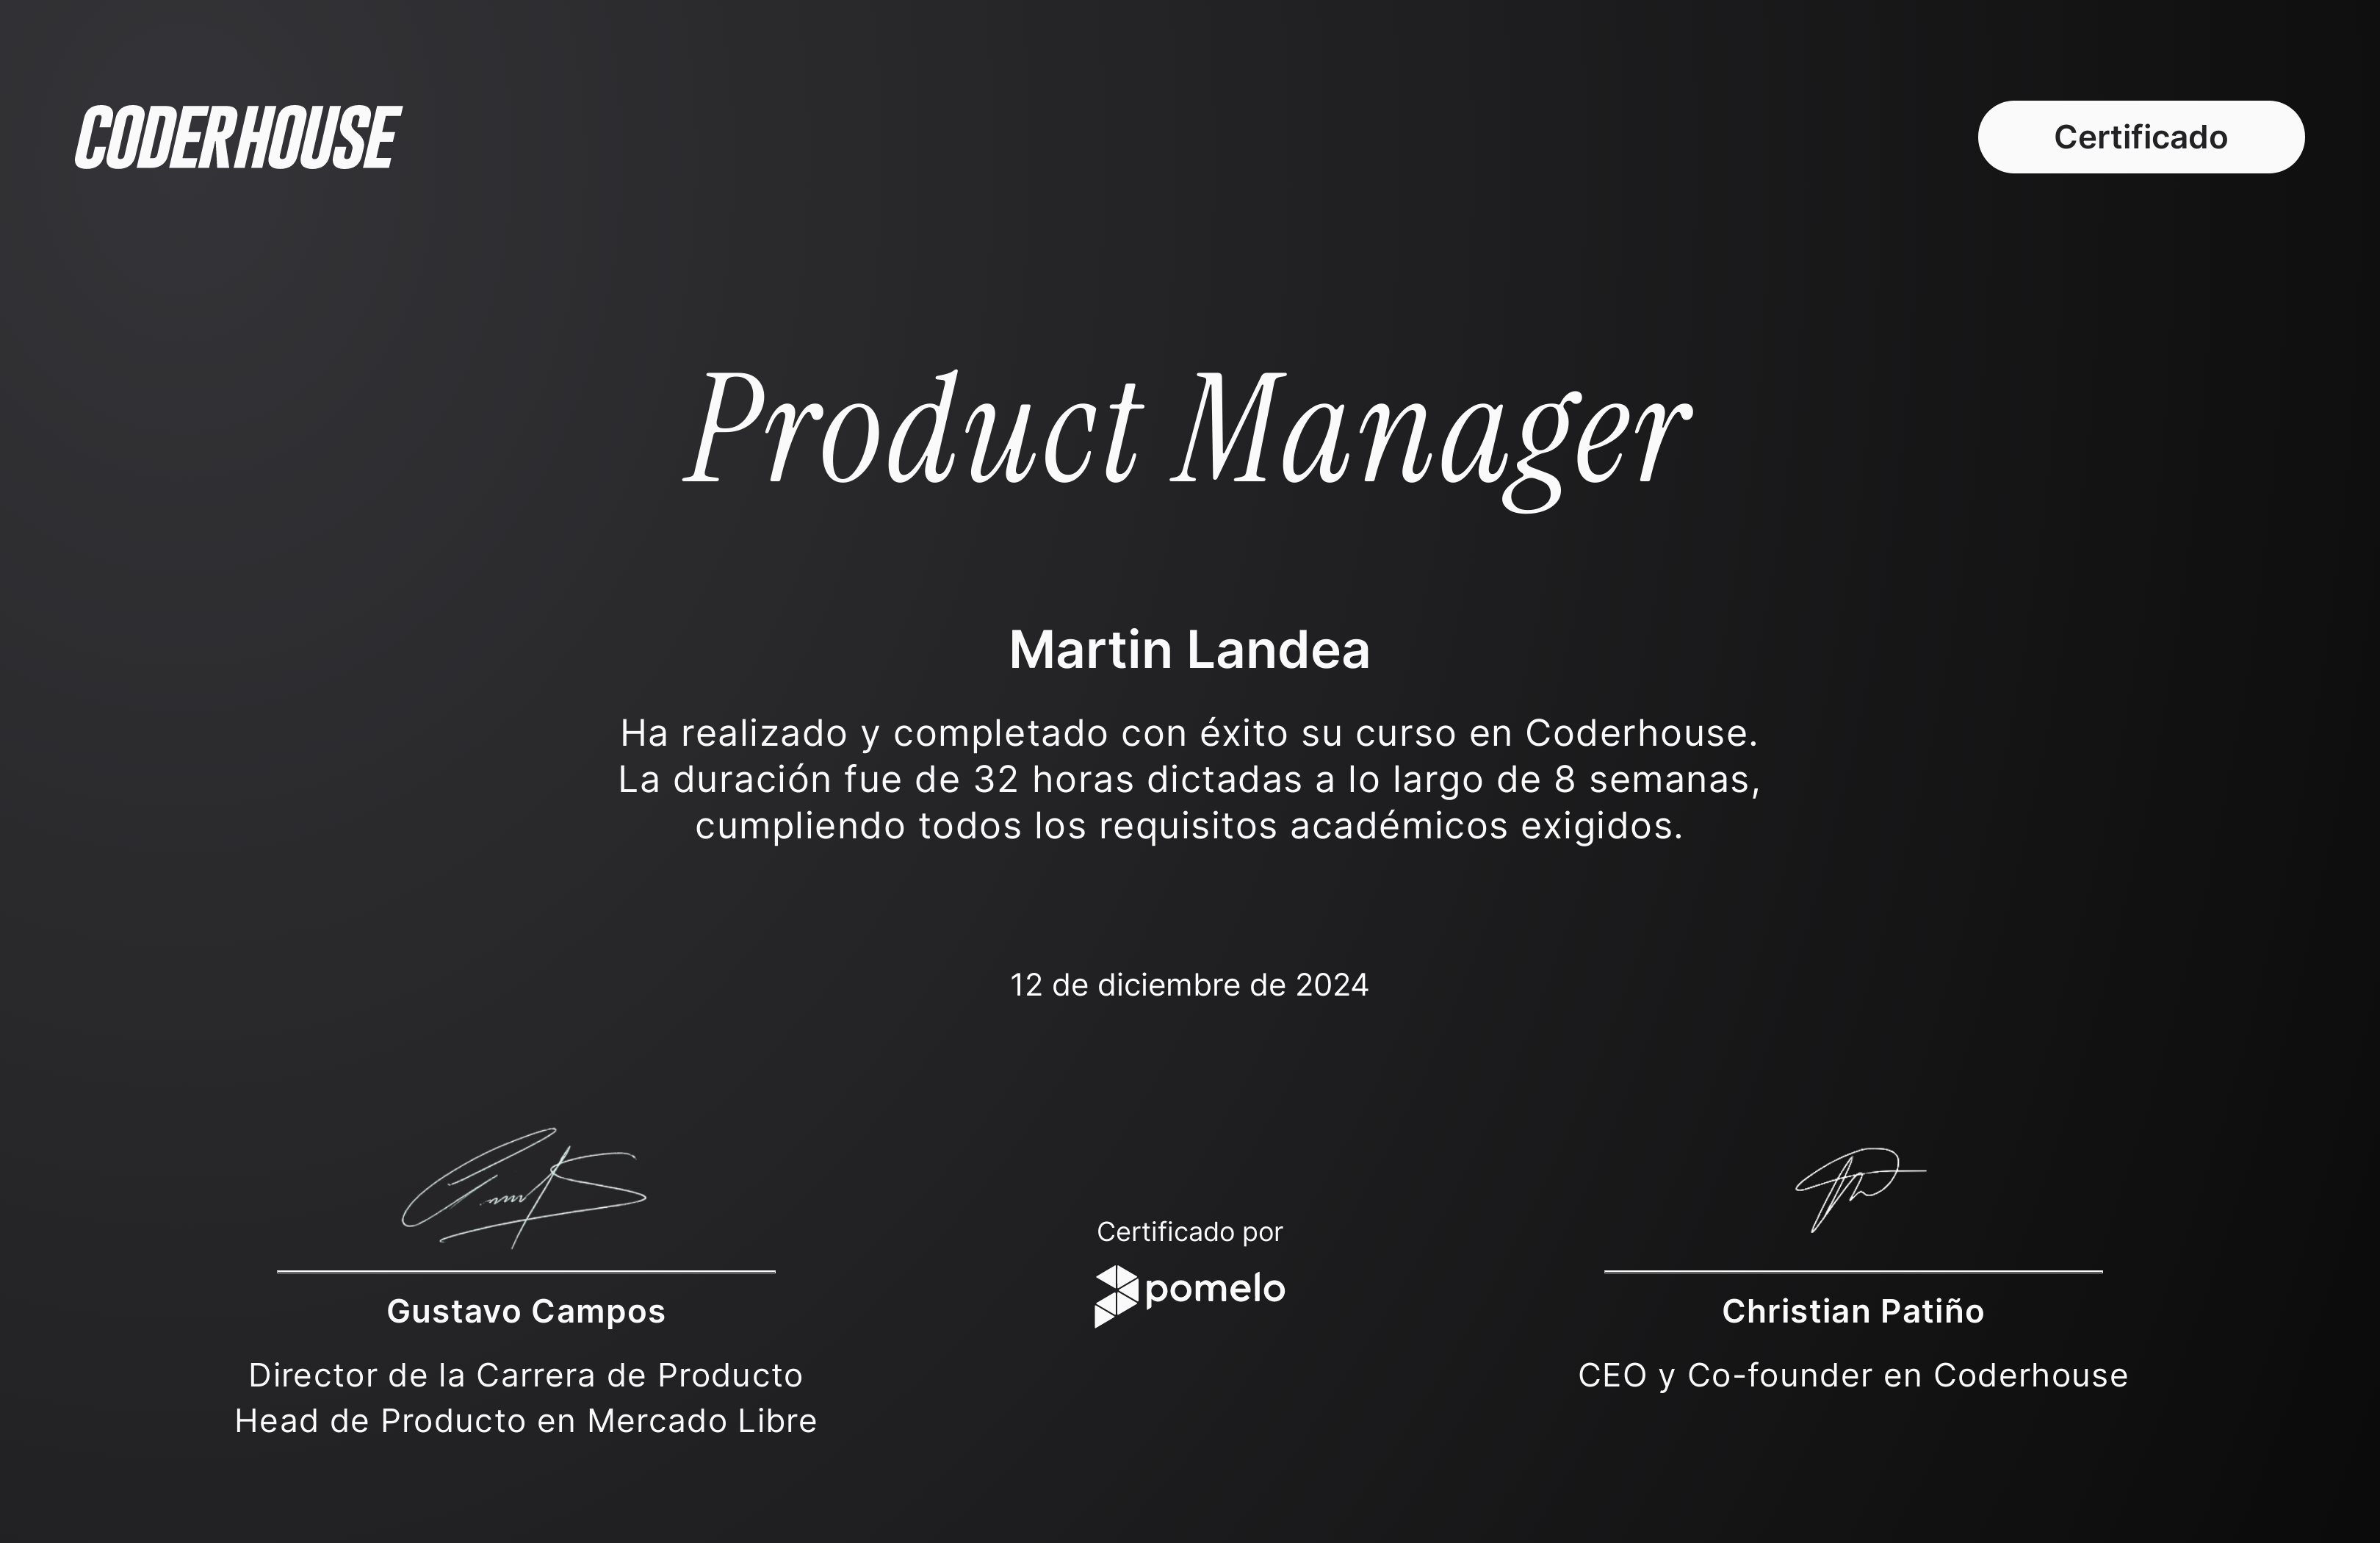 CODERHOUSE
Certificado
Product Manager
Martin Landea
Ha realizado y completado con éxito su curso en Coderhouse.
La duración fue de 32 horas dictadas a lo largo de 8 semanas,
cumpliendo todos los requisitos académicos exigidos.
12 de diciembre de 2024
Certificado por
pomelo
Gustavo Campos
Director de la Carrera de Producto
Head de Producto en Mercado Libre
Christian Patiño
CEO y Co-founder en Coderhouse